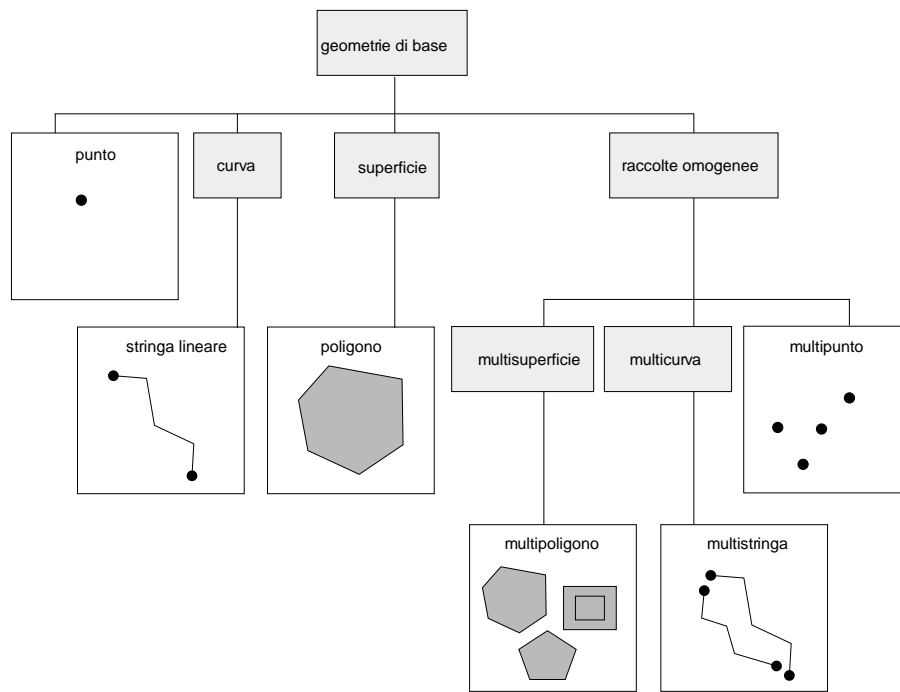 geometrie di base
punto
curva
superficie
raccolte omogenee
stringa lineare
poligono
multisuperficie
multicurva
multipunto
multipoligono
multistringa